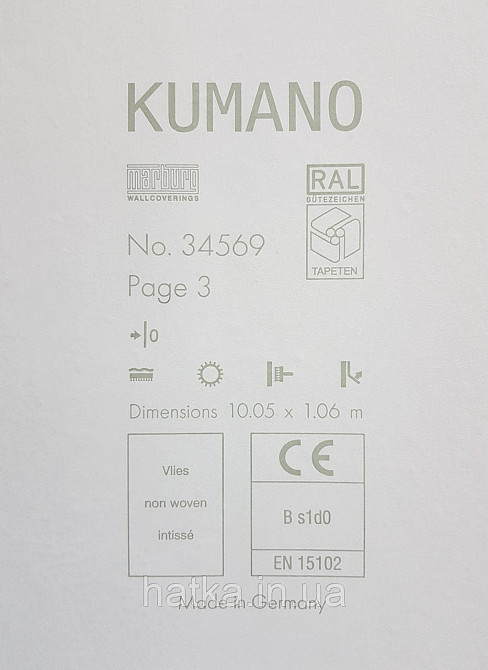 KUMANO
marburg
WALLCOVERINGS
RAL
GÜTEZEICHEN
TAPETEN
No. 34569
Page 3
0
Dimensions 10.05 x 1.06 m
Vlies
non woven
intissé
CE
B s1d0
EN 15102
hatka.in.ua
Made in Germany